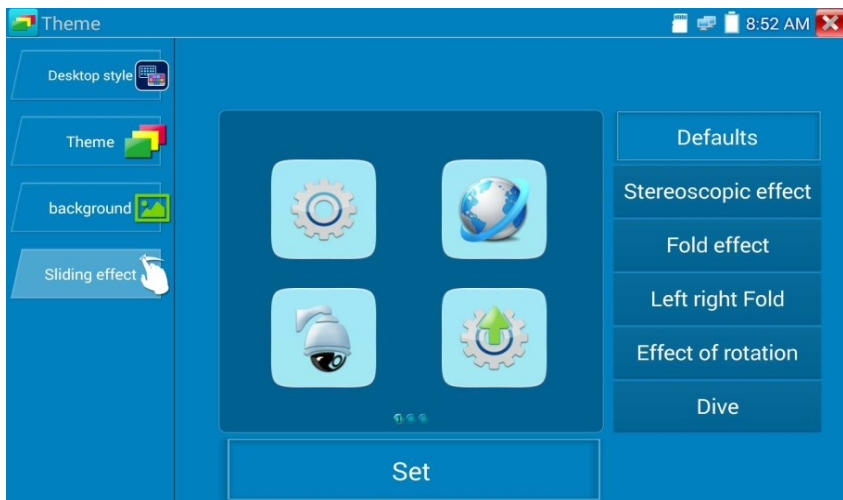 Theme
8:52 AM
Desktop style
Theme
background
Sliding effect
Defaults
Stereoscopic effect
Fold effect
Left right Fold
Effect of rotation
Dive
1
Set